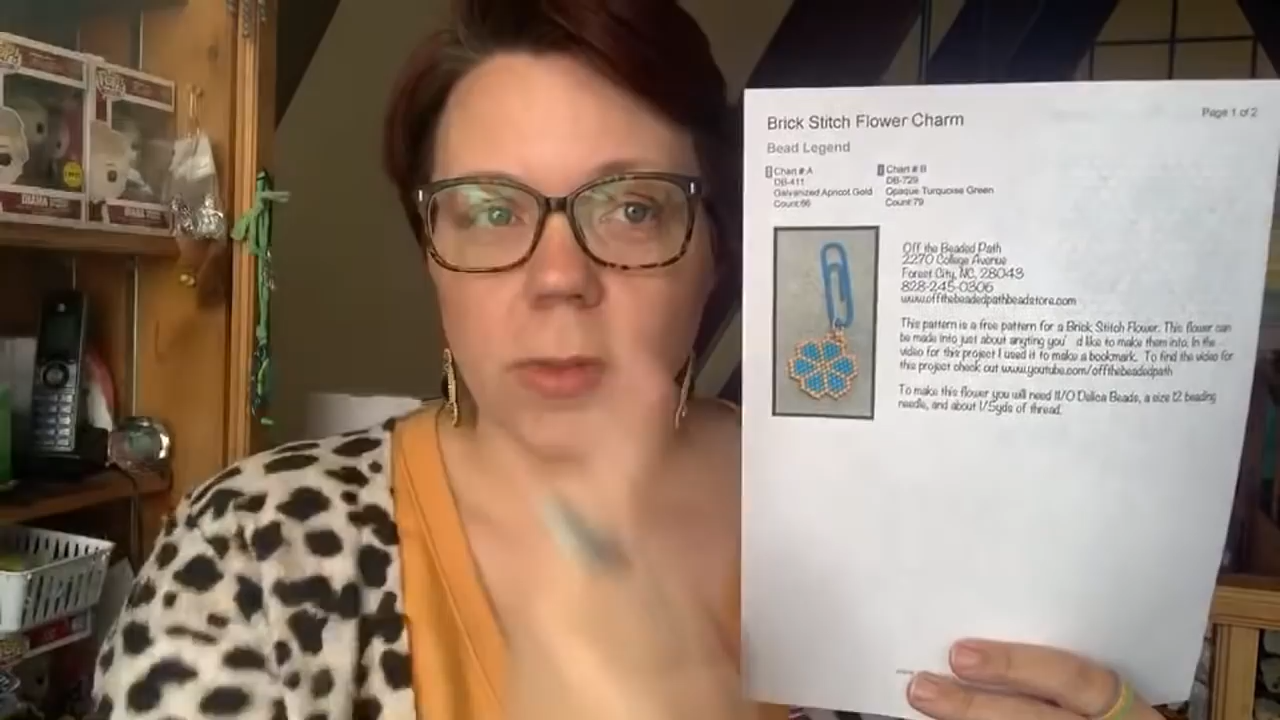 Brick Stitch Flower Charm
Page 1 of 2
Bead Legend
Chart #:A
DB-411
Galvanized Apricot Gold
Count:66
Chart #:B
DB-729
Opaque Turquoise Green
Count:79
Off the Beaded Path
2270 College Avenue
Forest City, NC, 28043
828-245-0306
www.offthebeadedpathbeadstore.com
This pattern is a free pattern for a Brick Stitch Flower. This flower can
be made into just about anyting you' d like to make them into. In the
video for this project I used it to make a bookmark. To find the video for
this project check out www.youtube.com/offthebeadedpath
To make this flower you will need 11/0 Delica Beads, a size 12 beading
needle, and about 1/5yds of thread.